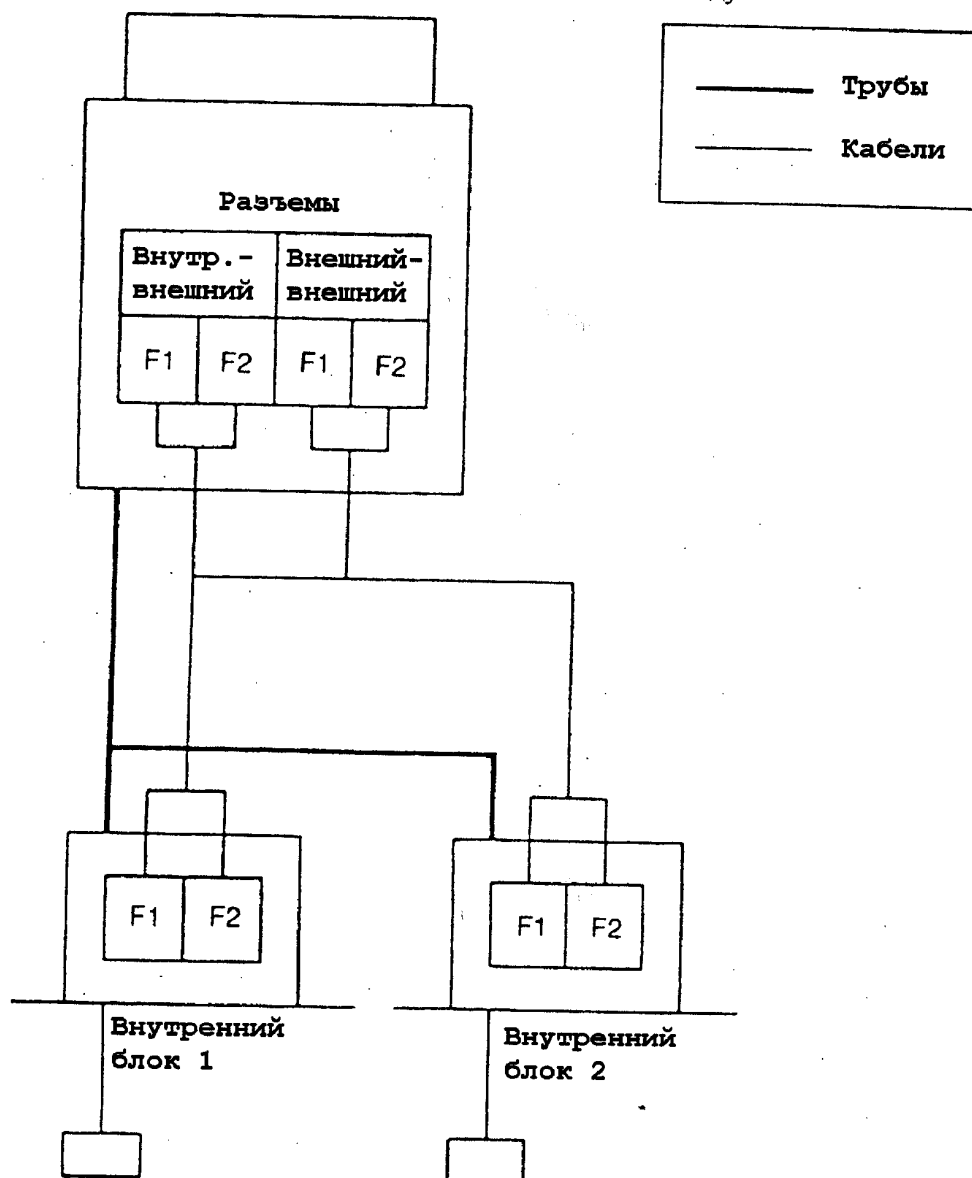 Трубы
Кабели
Разъемы
Внутр.- Внешний-
внешний внешний
F1 F2 F1 F2
F1 F2 F1 F2
Внутренний
блок 1
Внутренний
блок 2